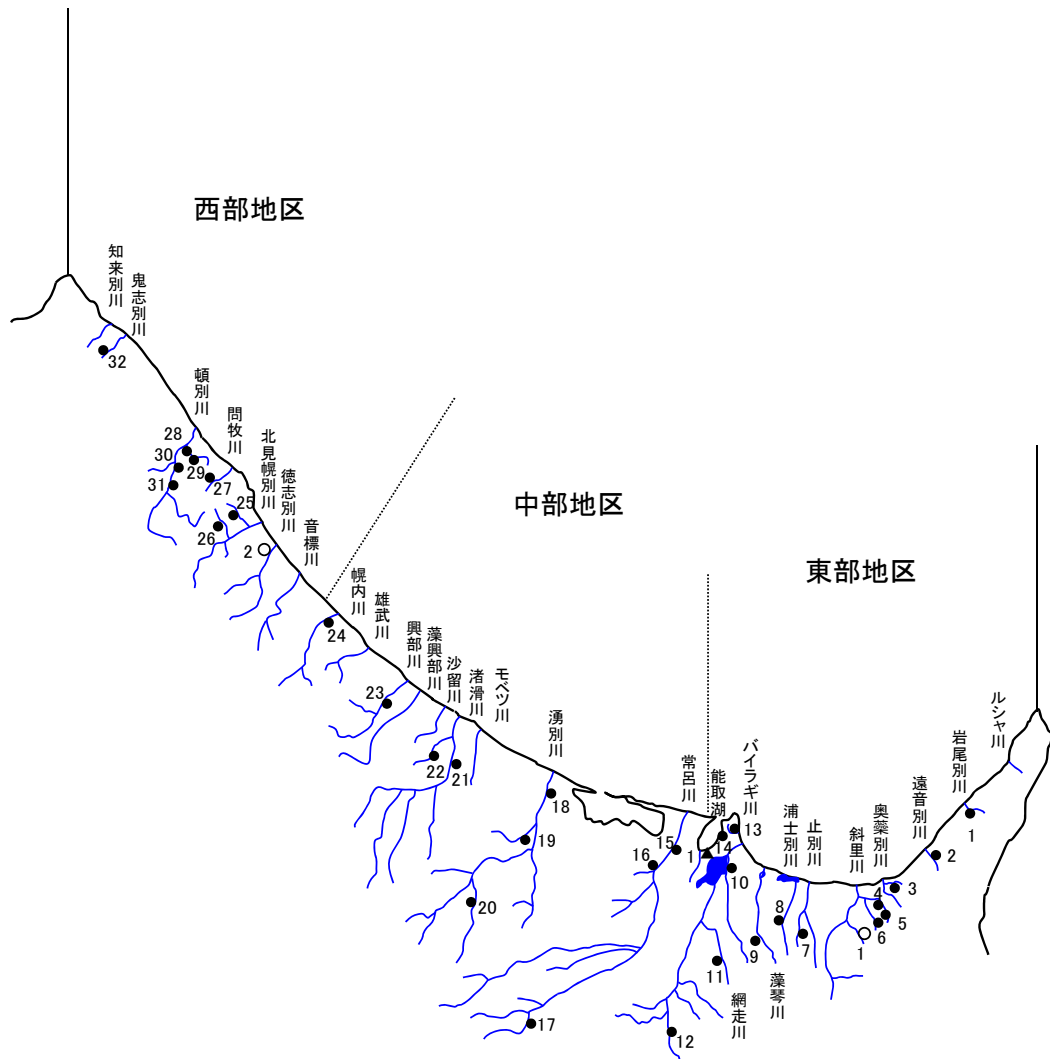 西部地区
知来別川
鬼志別川
32
頓別川
問牧川
北見幌別川
徳志別川
音標川
28
30
29
31
27
25
26
2
中部地区
幌内川
雄武川
興部川
藻興部川
沙留川
渚滑川
モベツ川
湧別川
常呂川
24
23
22
21
18
19
20
15
16
17
東部地区
能取湖
バイラギ川
浦士別川
止別川
斜里川
奥蘂別川
遠音別川
岩尾別川
ルシャ川
13
14
1
10
11
12
9
8
7
4
3
5
6
1
2
1
網走川
藻琴川